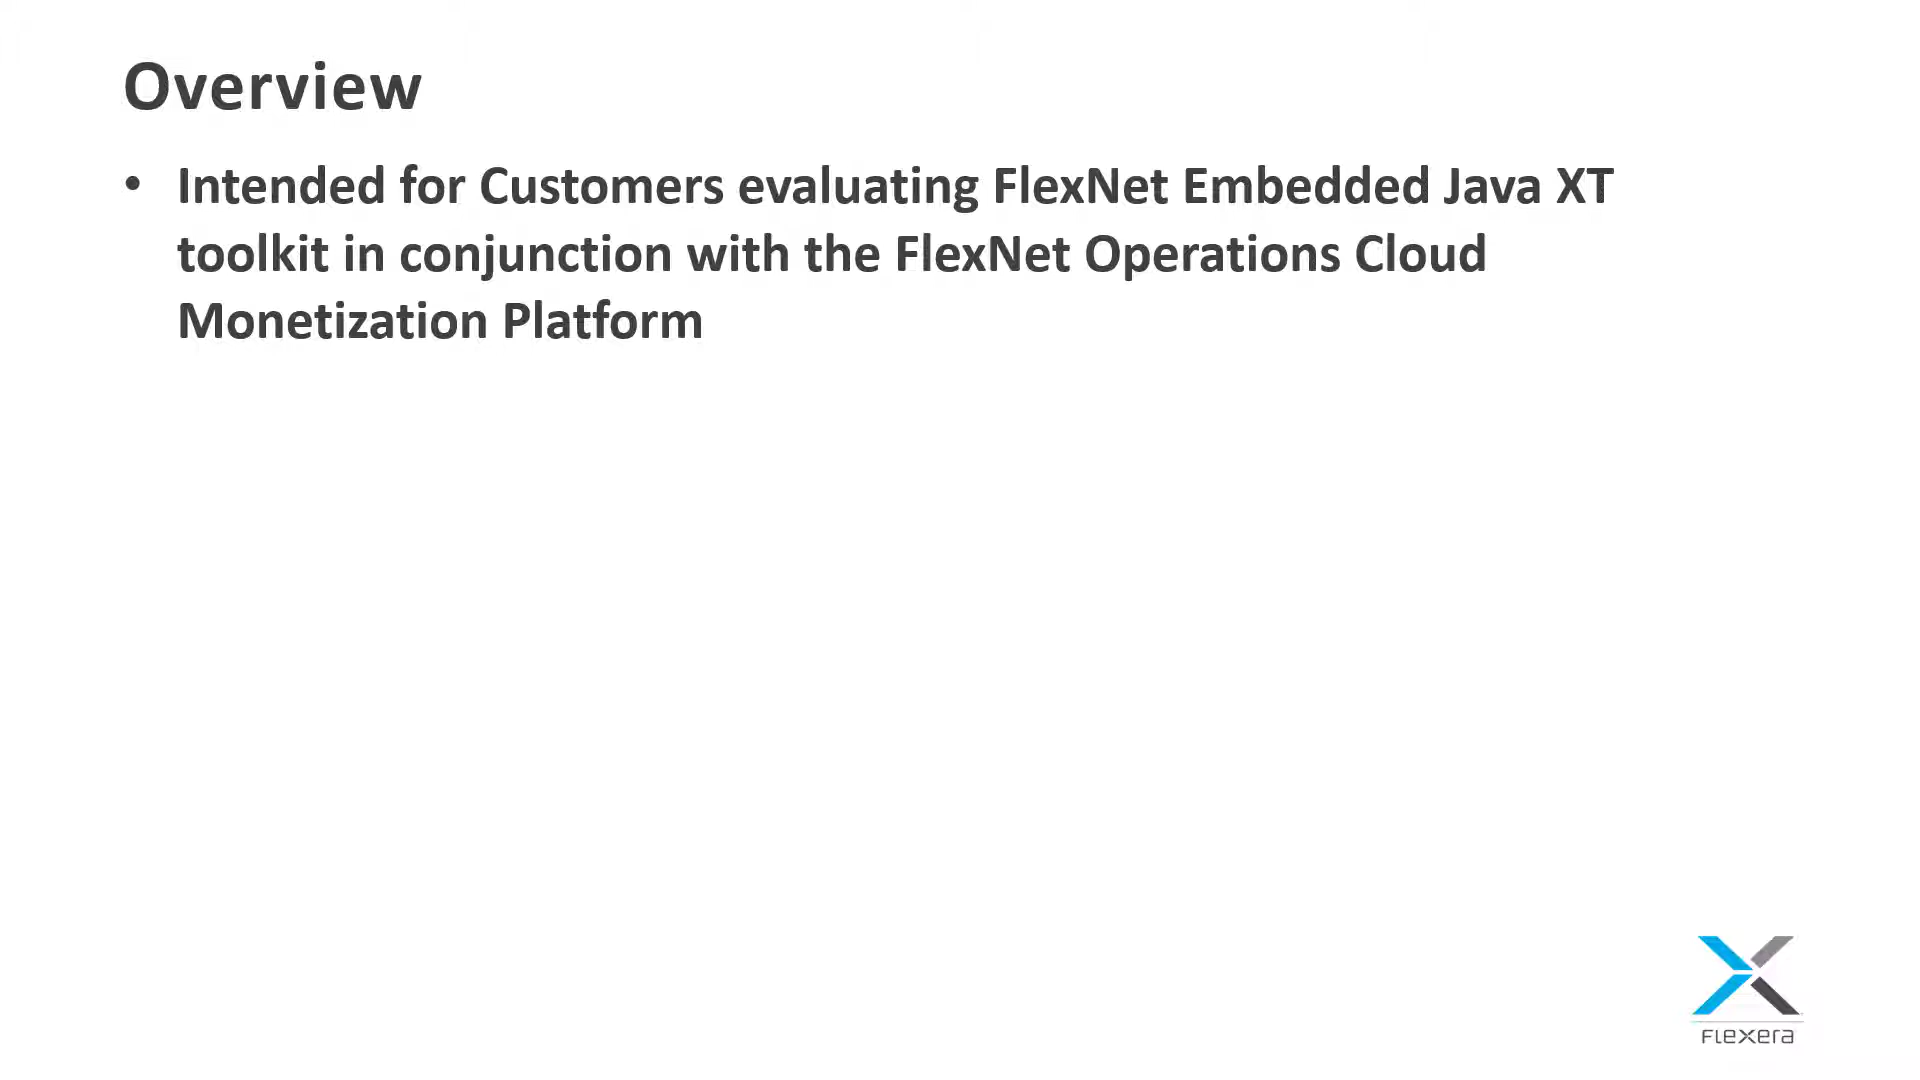 Overview
• Intended for Customers evaluating FlexNet Embedded Java XT
toolkit in conjunction with the FlexNet Operations Cloud
Monetization Platform
FLEXera